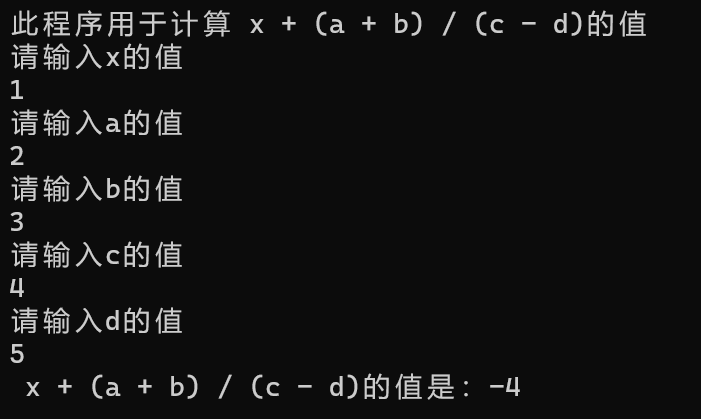 此程序用于计算 x + (a + b) / (c - d)的值
请输入x的值
1
请输入a的值
2
请输入b的值
3
请输入c的值
4
请输入d的值
5
 x + (a + b) / (c - d)的值是：-4